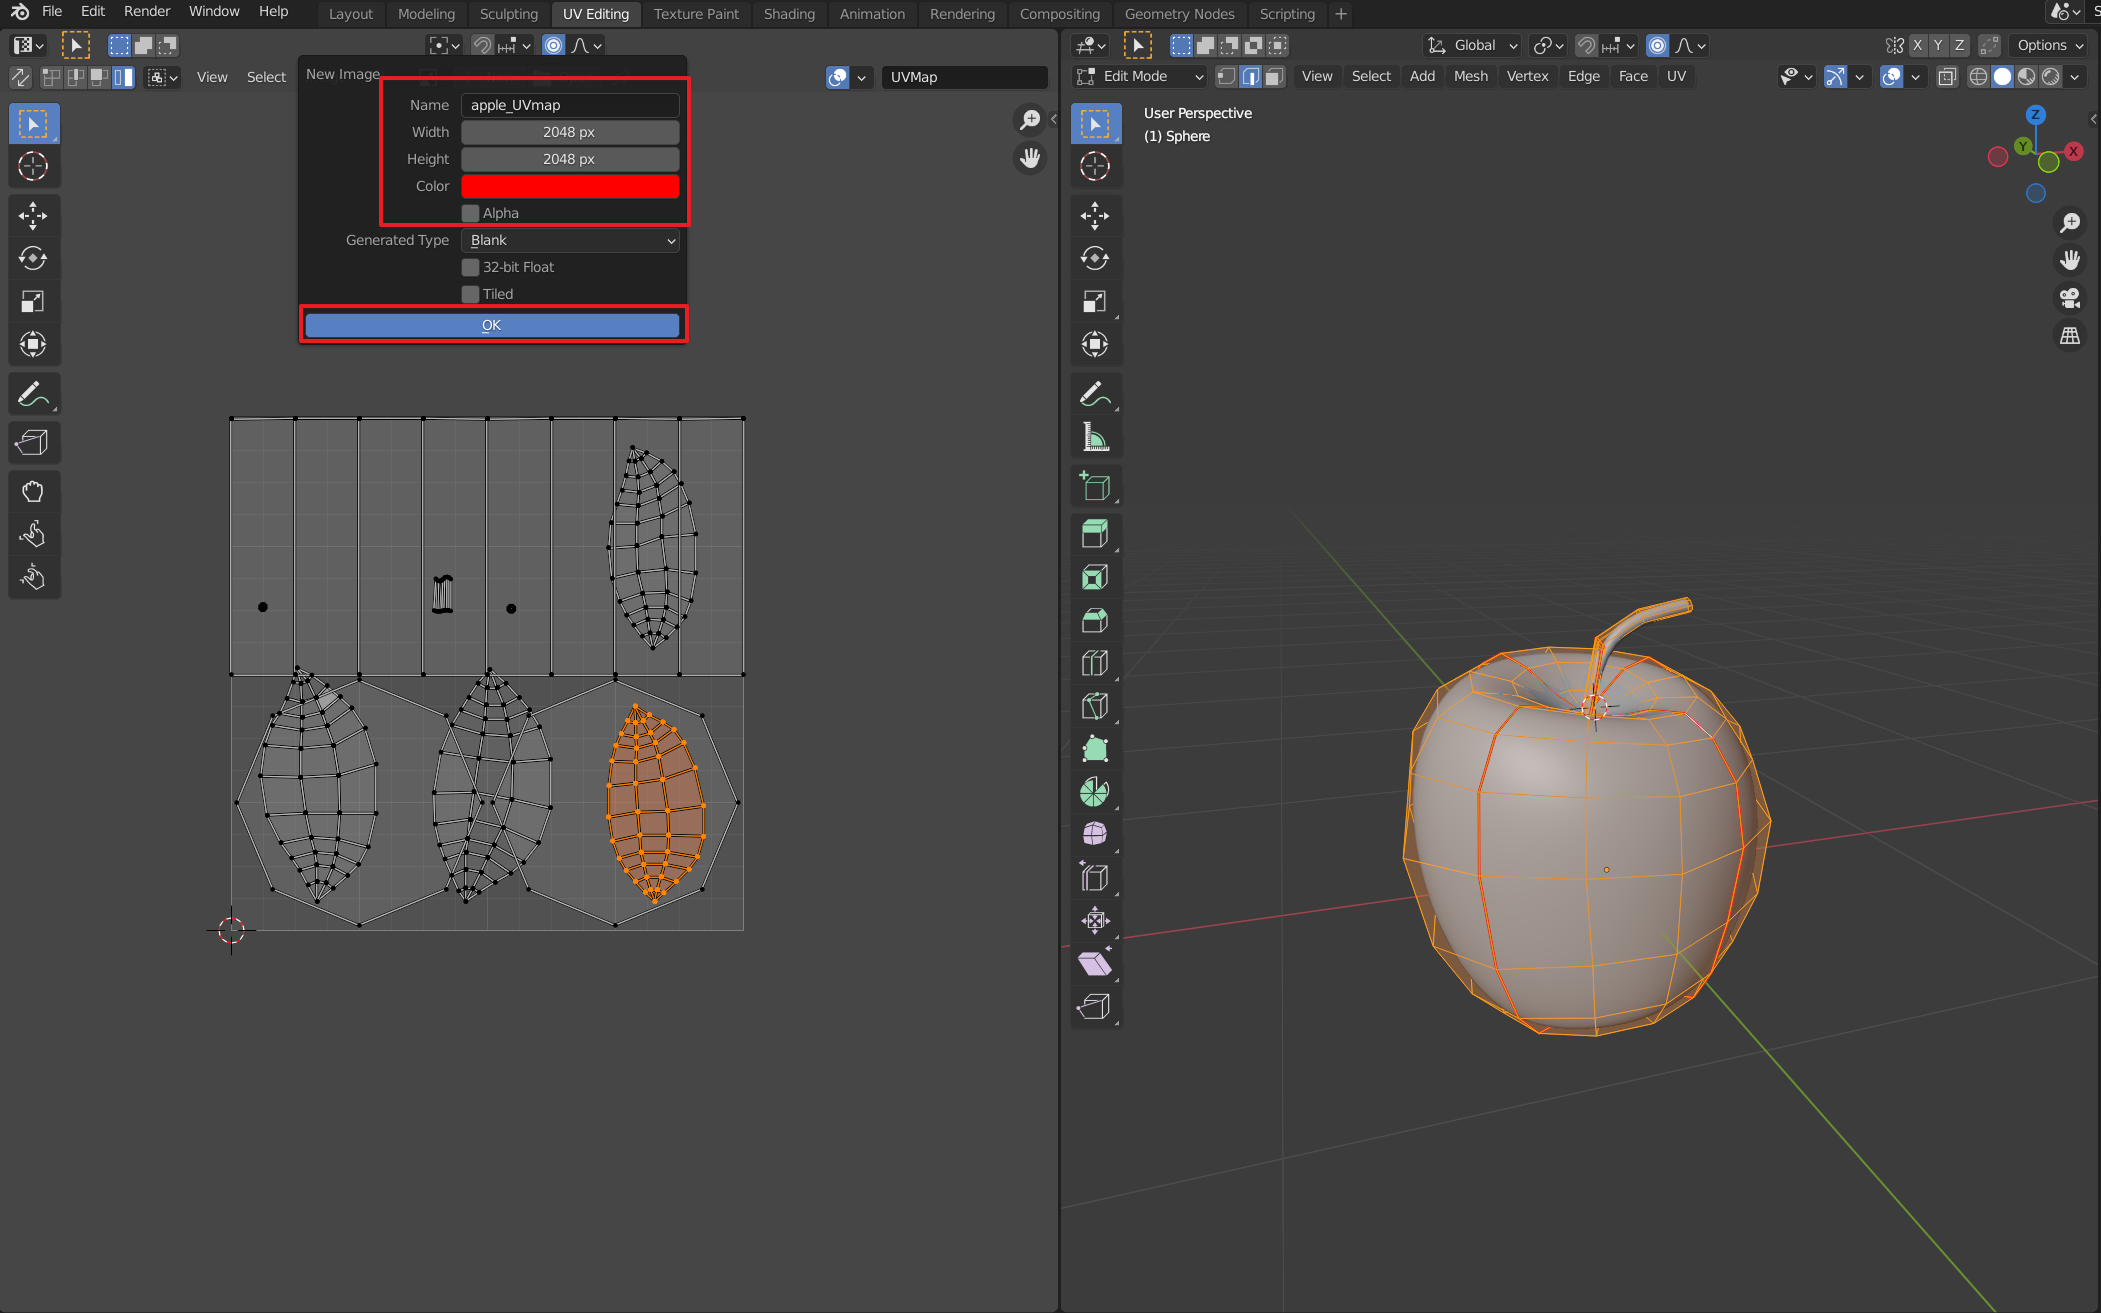 File Edit Render Window Help Layout Modeling Sculpting UV Editing Texture Paint Shading Animation Rendering Compositing Geometry Nodes Scripting +
Global X Y Z Options
View Select UVMap Edit Mode View Select Add Mesh Vertex Edge Face UV
New Image
Name apple_UVmap
Width 2048 px
Height 2048 px
Color
Alpha
Generated Type Blank
32-bit Float
Tiled
OK
User Perspective
(1) Sphere
Z
Y
X